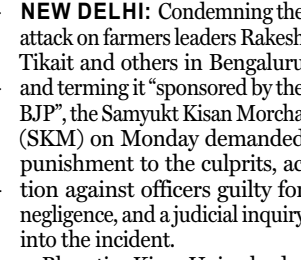 NEW DELHI: Condemning the
attack on farmers leaders Rakesh
Tikait and others in Bengaluru
and terming it “sponsored by the
BJP”, the Samyukt Kisan Morcha
(SKM) on Monday demanded
punishment to the culprits, ac
tion against officers guilty for
negligence, and a judicial inquiry
into the incident.